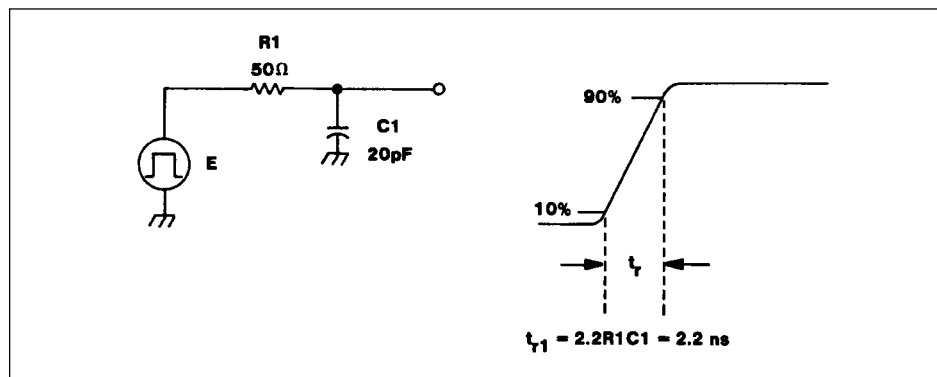 R1
50Ω
C1
20pF
E
90%
10%
tr
tr1 = 2.2R1C1 = 2.2 ns